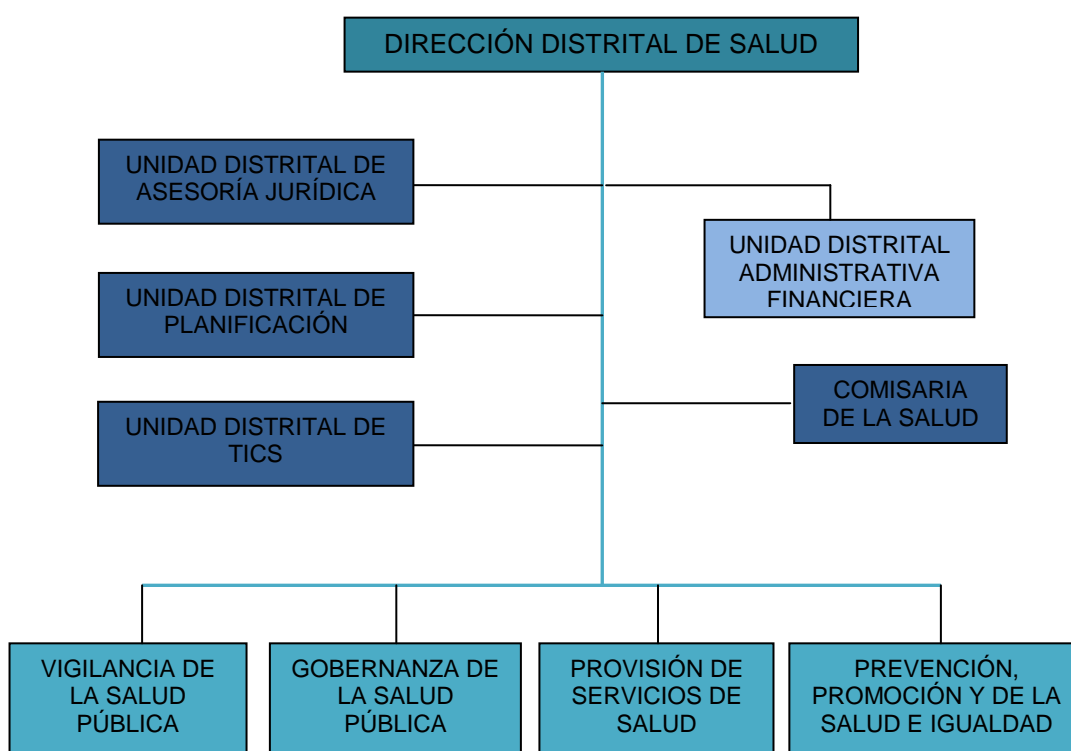 DIRECCIÓN DISTRITAL DE SALUD
UNIDAD DISTRITAL DE
ASESORÍA JURÍDICA
UNIDAD DISTRITAL
ADMINISTRATIVA
FINANCIERA
UNIDAD DISTRITAL DE
PLANIFICACIÓN
COMISARIA
DE LA SALUD
UNIDAD DISTRITAL DE
TICS
VIGILANCIA DE
LA SALUD
PÚBLICA
GOBERNANZA DE
LA SALUD
PÚBLICA
PROVISIÓN DE
SERVICIOS DE
SALUD
PREVENCIÓN,
PROMOCIÓN Y DE LA
SALUD E IGUALDAD